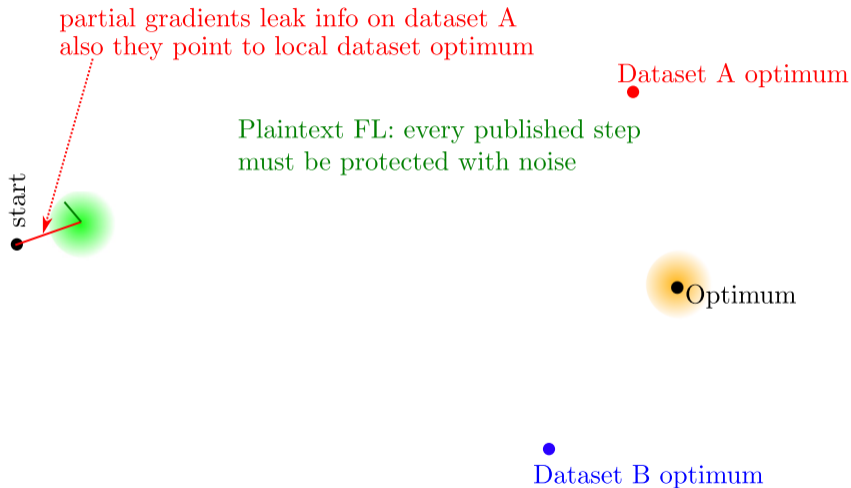 partial gradients leak info on dataset A
also they point to local dataset optimum
Dataset A optimum
Plaintext FL: every published step
must be protected with noise
start
Optimum
Dataset B optimum